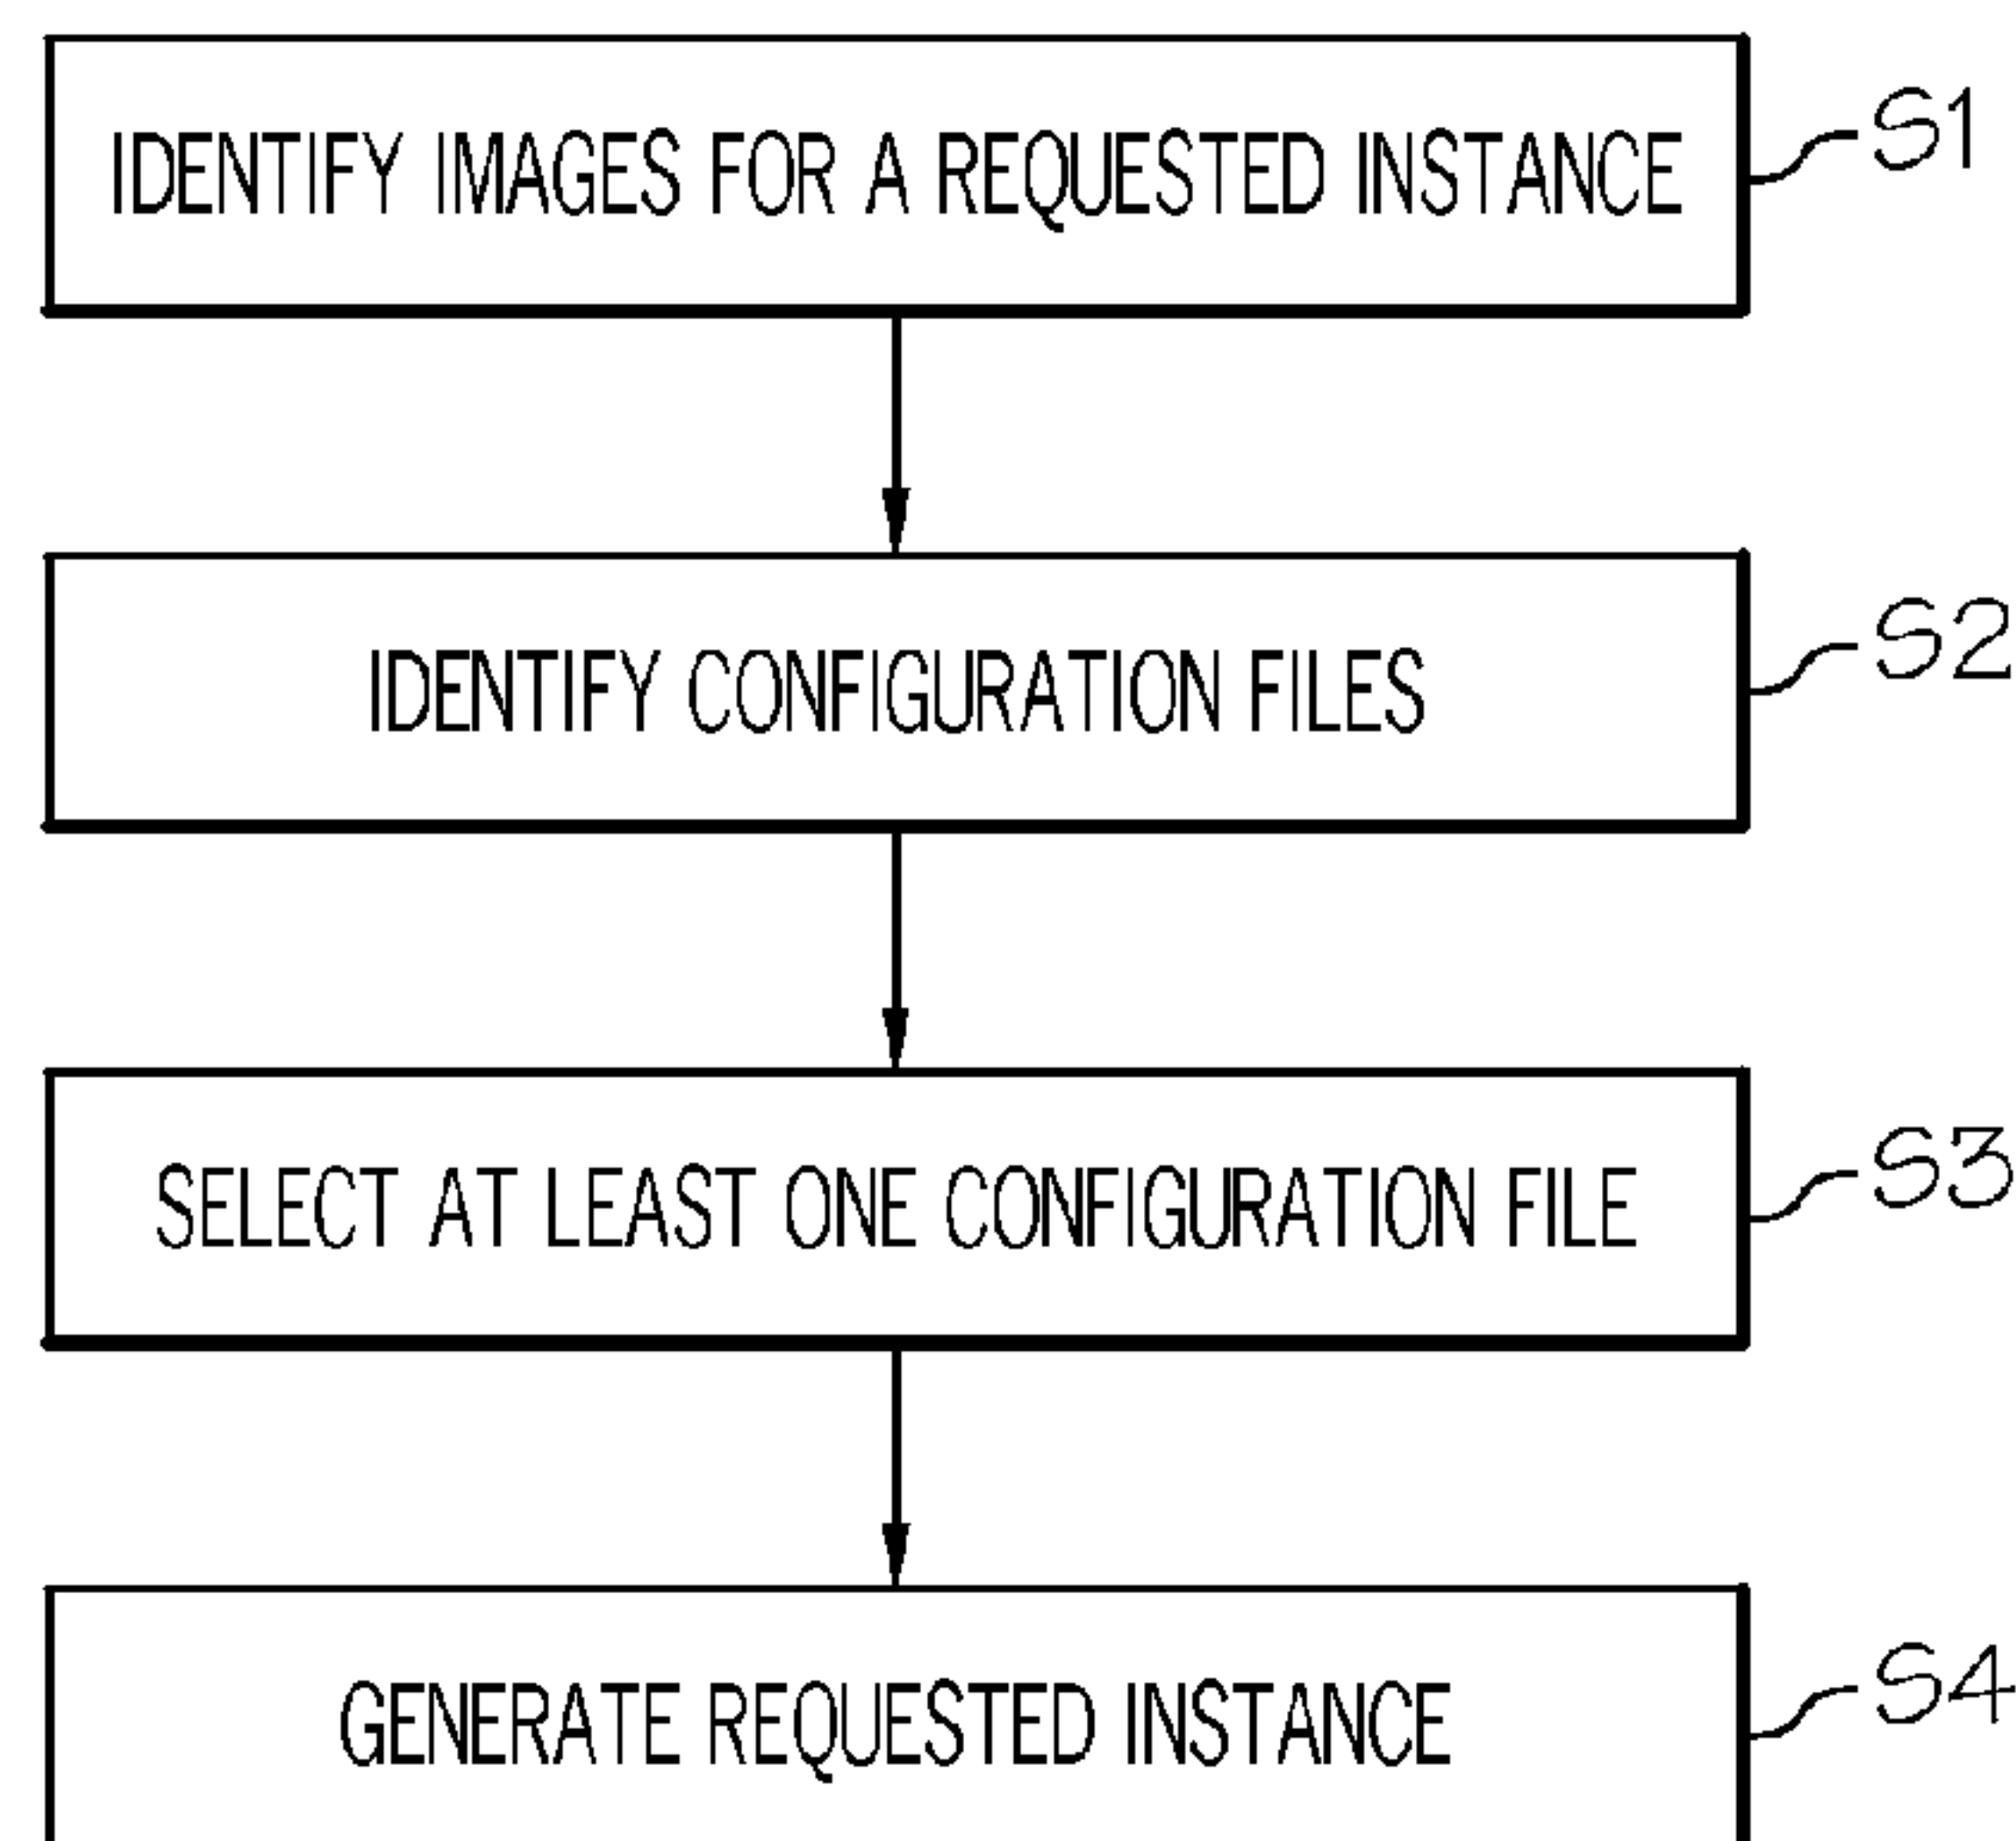 IDENTIFY IMAGES FOR A REQUESTED INSTANCE
S1
IDENTIFY CONFIGURATION FILES
S2
SELECT AT LEAST ONE CONFIGURATION FILE
S3
GENERATE REQUESTED INSTANCE
S4